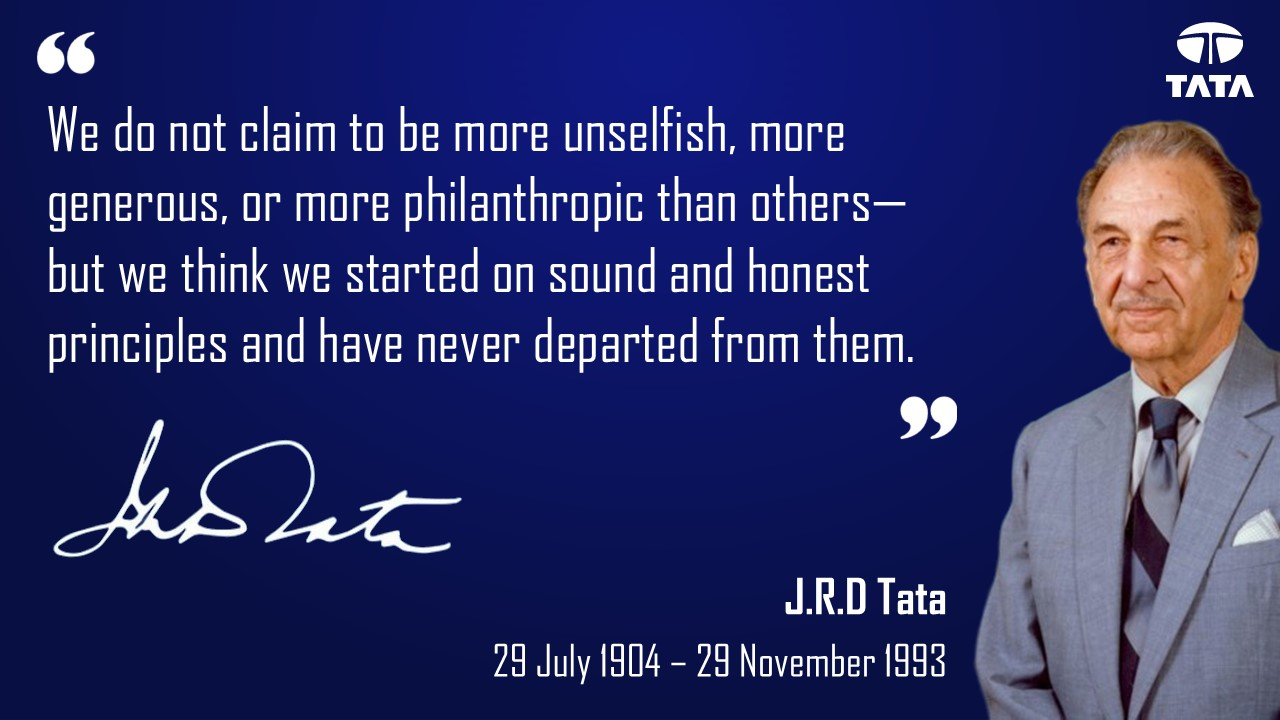 TATA
“
We do not claim to be more unselfish, more
generous, or more philanthropic than others—
but we think we started on sound and honest
principles and have never departed from them.
”
JRD Tata
J.R.D Tata
29 July 1904 – 29 November 1993